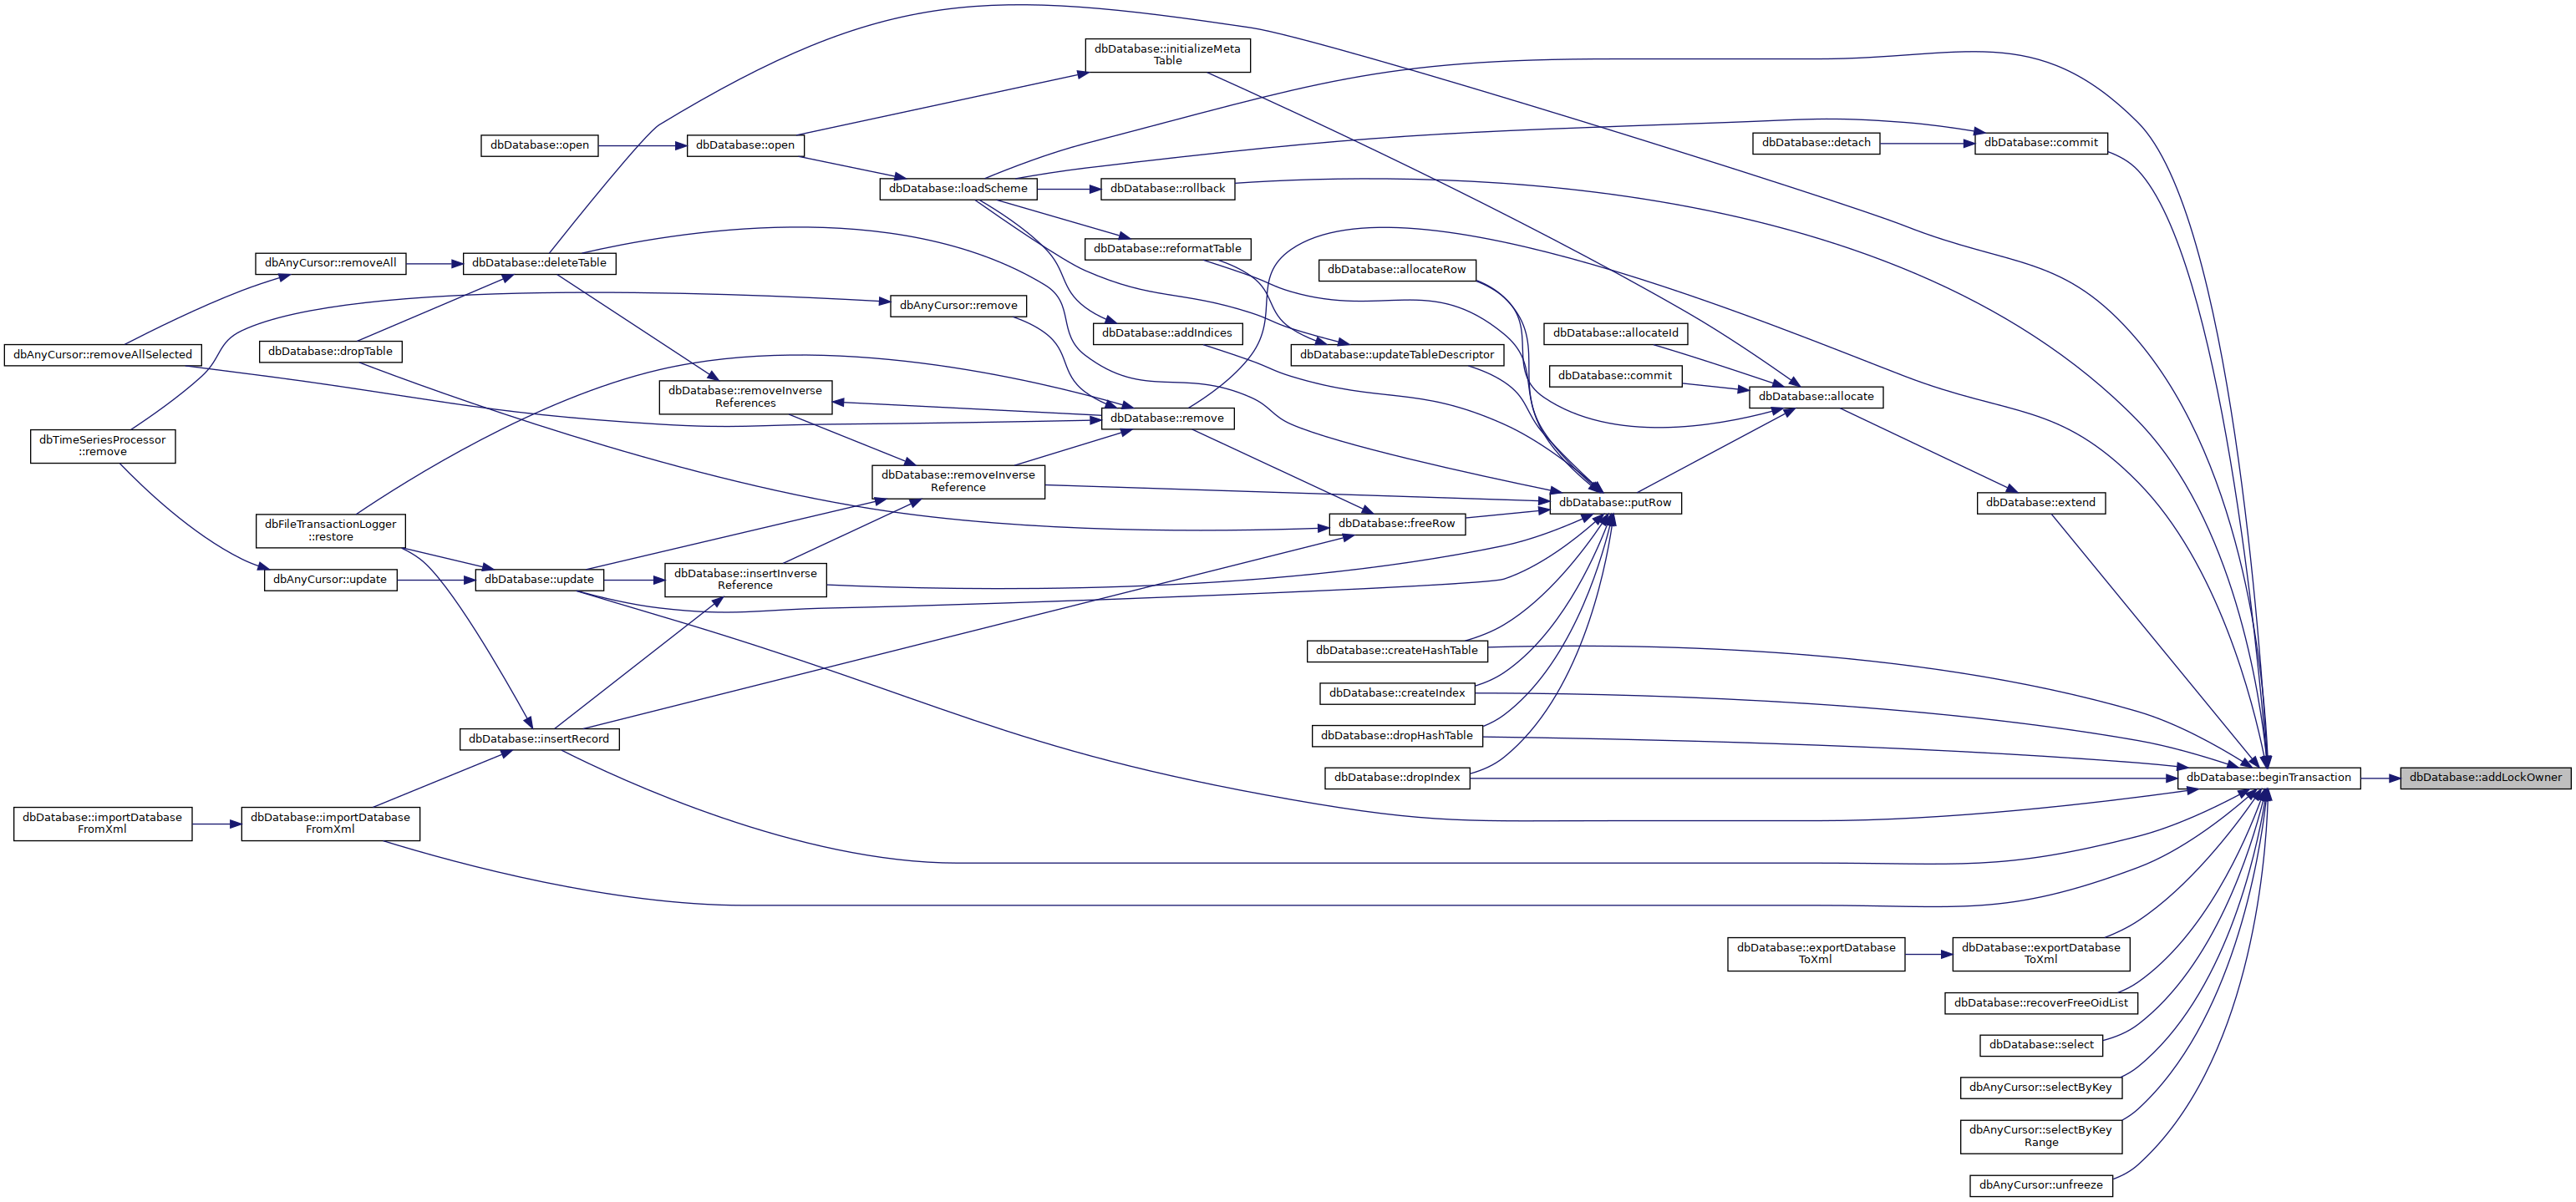 dbDatabase::initializeMeta
Table
dbDatabase::open
dbDatabase::open
dbDatabase::detach
dbDatabase::commit
dbDatabase::loadScheme
dbDatabase::rollback
dbDatabase::reformatTable
dbAnyCursor::removeAll
dbDatabase::deleteTable
dbDatabase::allocateRow
dbAnyCursor::remove
dbDatabase::addIndices
dbDatabase::allocateId
dbAnyCursor::removeAllSelected
dbDatabase::dropTable
dbDatabase::updateTableDescriptor
dbDatabase::commit
dbDatabase::removeInverse
References
dbDatabase::allocate
dbDatabase::remove
dbTimeSeriesProcessor
::remove
dbDatabase::removeInverse
Reference
dbDatabase::putRow
dbDatabase::extend
dbFileTransactionLogger
::restore
dbDatabase::freeRow
dbAnyCursor::update
dbDatabase::update
dbDatabase::insertInverse
Reference
dbDatabase::createHashTable
dbDatabase::createIndex
dbDatabase::insertRecord
dbDatabase::dropHashTable
dbDatabase::dropIndex
dbDatabase::beginTransaction
dbDatabase::addLockOwner
dbDatabase::importDatabase
FromXml
dbDatabase::importDatabase
FromXml
dbDatabase::exportDatabase
ToXml
dbDatabase::exportDatabase
ToXml
dbDatabase::recoverFreeOidList
dbDatabase::select
dbAnyCursor::selectByKey
dbAnyCursor::selectByKey
Range
dbAnyCursor::unfreeze